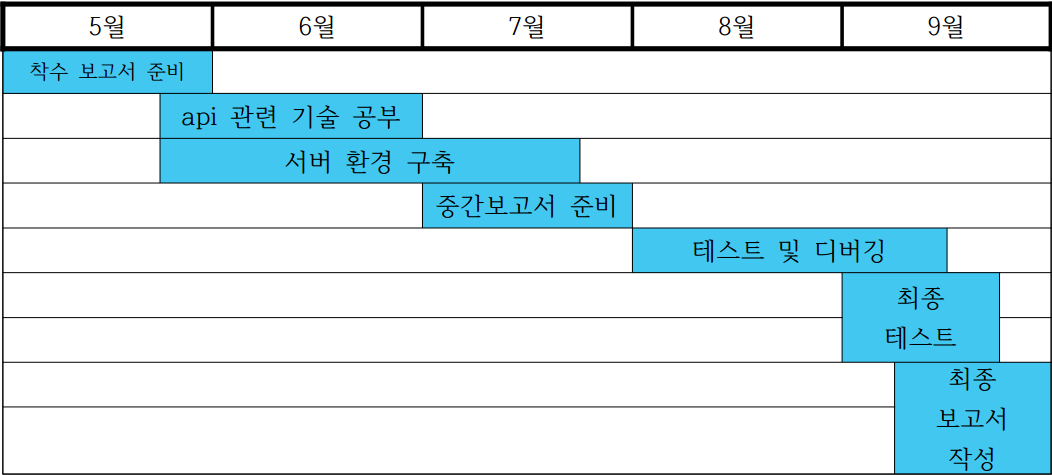 5월 6월 7월 8월 9월
착수 보고서 준비
api 관련 기술 공부
서버 환경 구축
중간보고서 준비
테스트 및 디버깅
최종
테스트
최종
보고서
작성